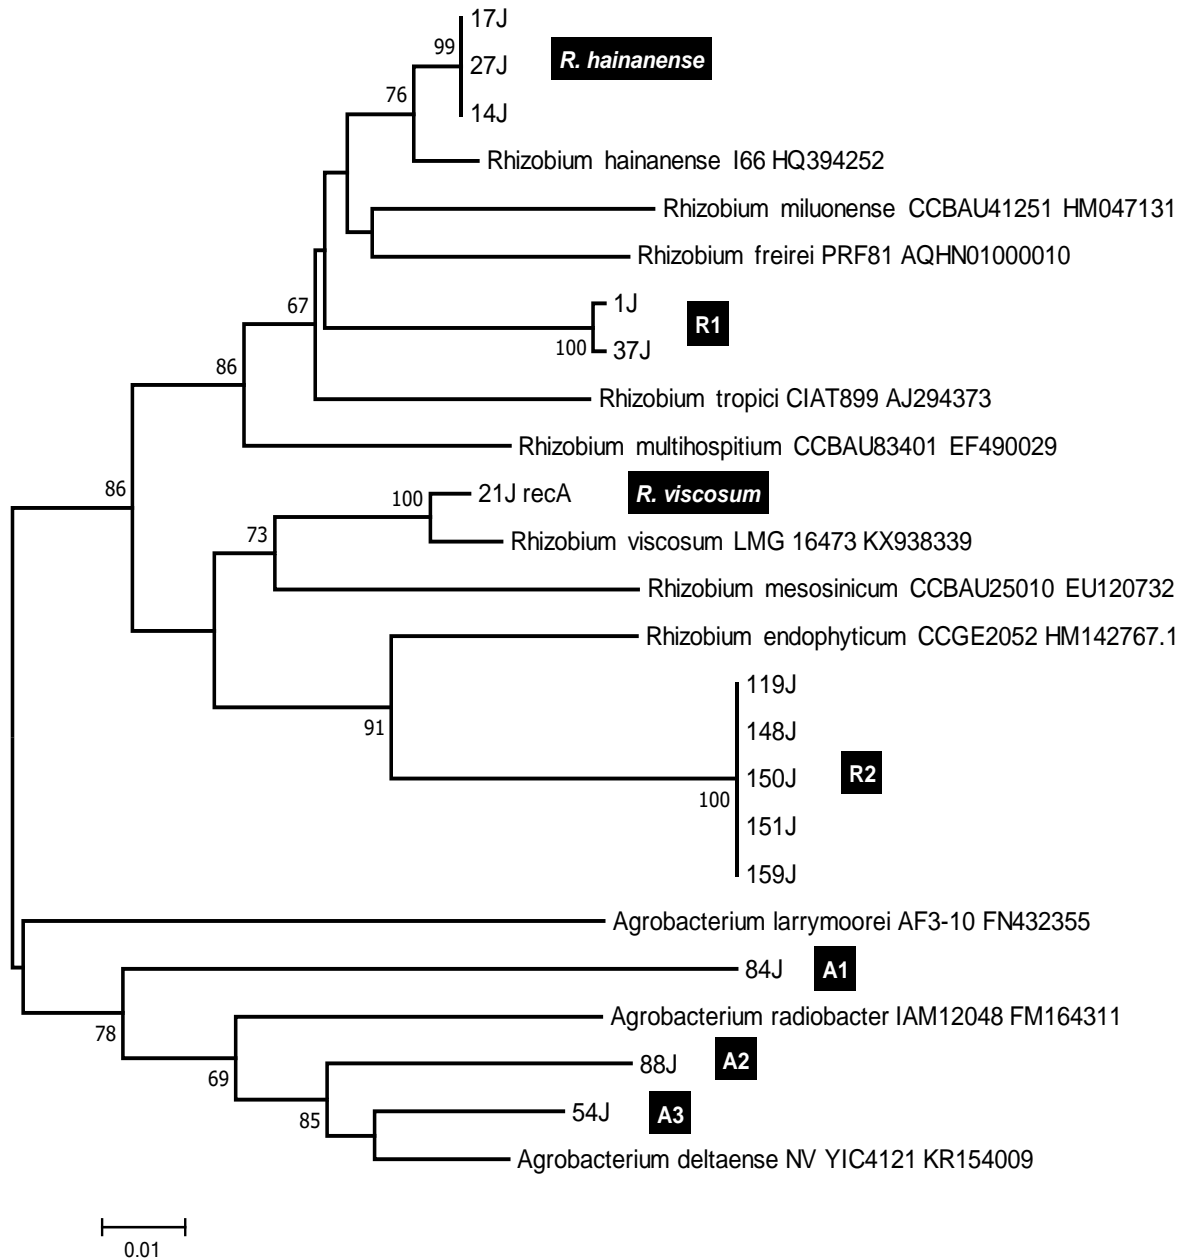 17J
99
27J
R. hainanense
76
14J
Rhizobium hainanense I66 HQ394252
Rhizobium miluonense CCBAU41251 HM047131
Rhizobium freirei PRF81 AQHN01000010
67
1J
R1
100
37J
86
Rhizobium tropici CIAT899 AJ294373
Rhizobium multihospitium CCBAU83401 EF490029
86
100
21J recA
R. viscosum
73
Rhizobium viscosum LMG 16473 KX938339
Rhizobium mesosinicum CCBAU25010 EU120732
Rhizobium endophyticum CCGE2052 HM142767.1
91
119J
148J
150J
R2
100
151J
159J
Agrobacterium larrymoorei AF3-10 FN432355
84J
A1
78
Agrobacterium radiobacter IAM12048 FM164311
69
88J
A2
85
54J
A3
Agrobacterium deltaense NV YIC4121 KR154009
0.01